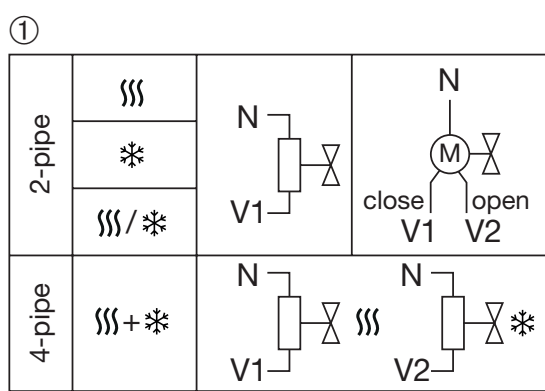 ①
2-pipe
/
N
V1
N
M
close open
V1 V2
4-pipe
+
N
V1
N
V2